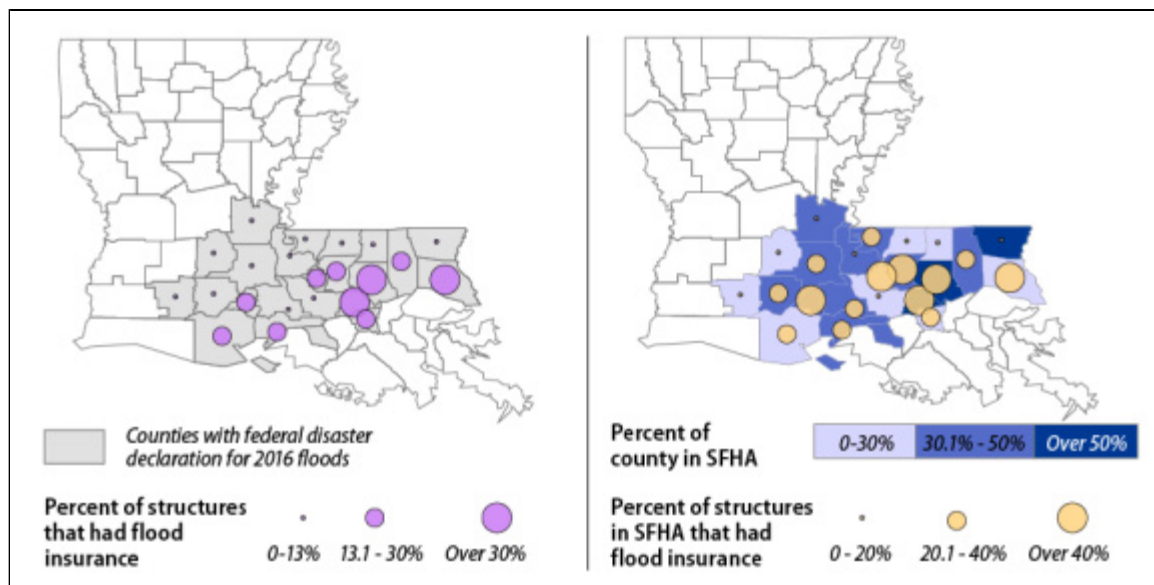 Counties with federal disaster
declaration for 2016 floods
Percent of structures
that had flood
insurance
0-13%
13.1 - 30%
Over 30%
Percent of
county in SFHA
0-30%
30.1% - 50%
Over 50%
Percent of structures
in SFHA that had
flood insurance
0 - 20%
20.1 - 40%
Over 40%